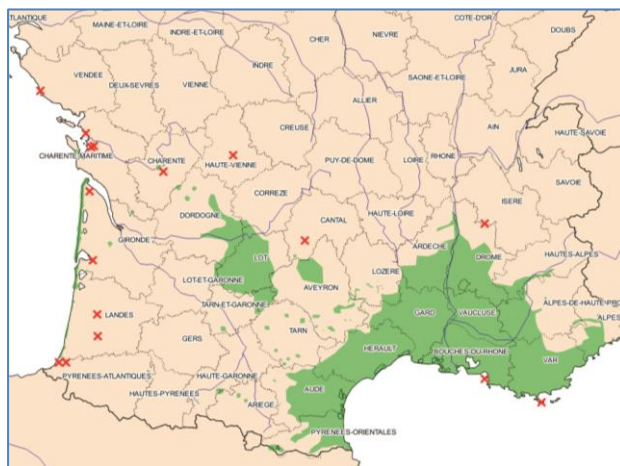 ATLANTIQUE
MAINE-ET-LOIRE
INDRE-ET-LOIRE
CHER
NIEVRE
COTE-D'OR
DOUBS
VENDEE
DEUX-SEVRES
VIENNE
INDRE
SAONE-ET-LOIRE
JURA
ALLIER
CREUSE
AIN
HAUTE-SAVOIE
CHARENTE-MARITIME
CHARENTE
HAUTE-VIENNE
PUY-DE-DOME
LOIRE
RHONE
SAVOIE
CORREZE
ISERE
DORDOGNE
CANTAL
HAUTE-LOIRE
GIRONDE
ARDECHE
DROME
HAUTES-ALPES
LOT
LOT-ET-GARONNE
AVEYRON
LOZERE
TARN-ET-GARONNE
ALPES-DE-HAUTE-PRO
ALPES
LANDES
TARN
GARD
VAUCLUSE
GERS
HERAULT
BOUCHES-DU-RHONE
VAR
PYRENEES-ATLANTIQUES
HAUTE-GARONNE
HAUTES-PYRENEES
AUDE
ARIEGE
PYRENEES-ORIENTALES